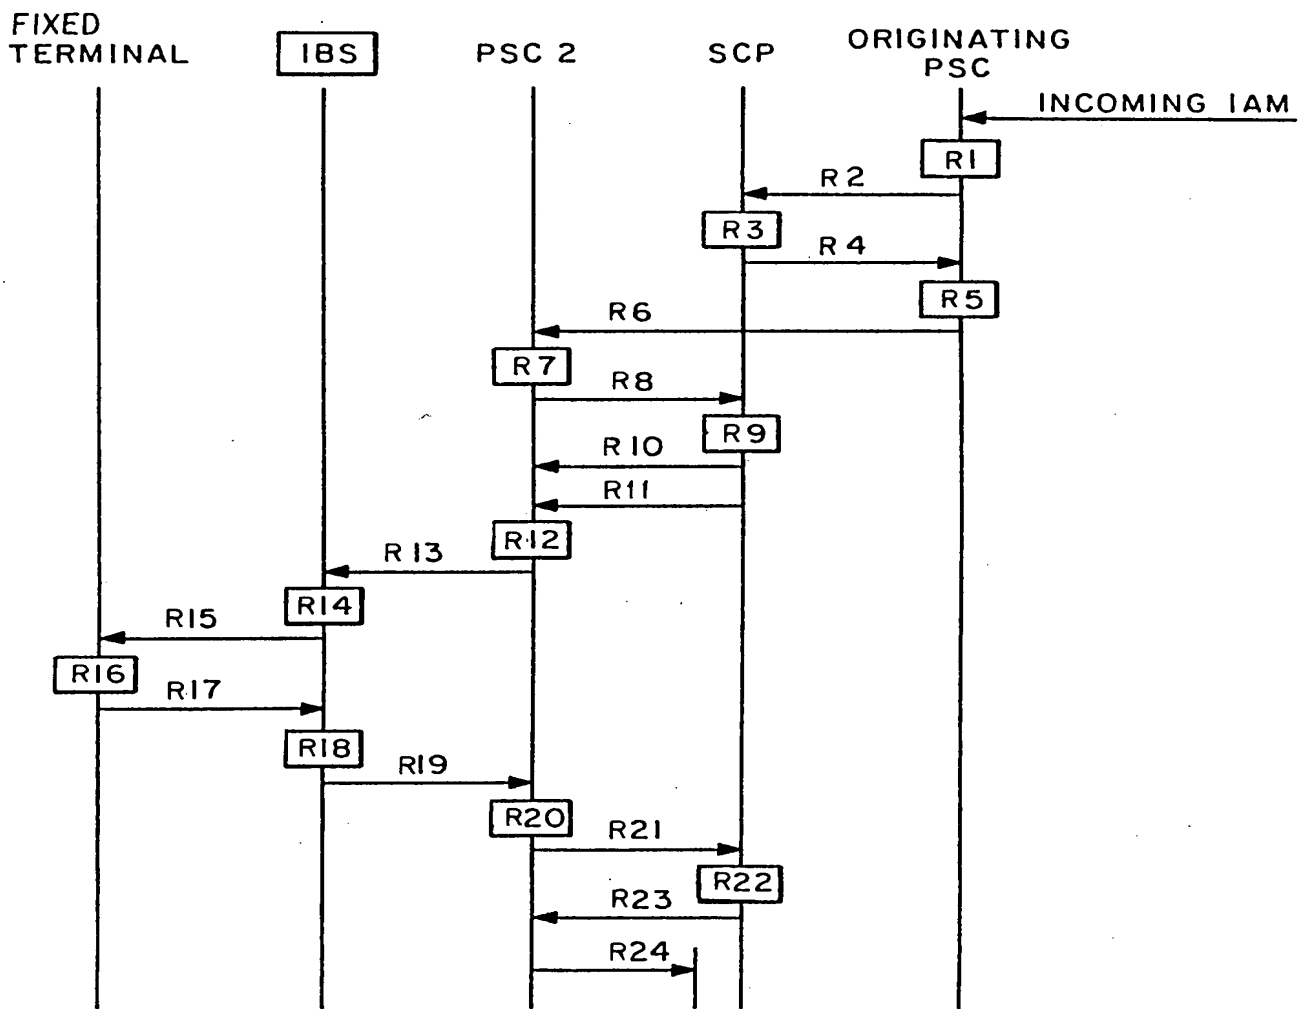 FIXED
TERMINAL
IBS
PSC 2
SCP
ORIGINATING
PSC
INCOMING IAM
R1
R2
R3
R4
R5
R6
R7
R8
R9
R10
R11
R12
R13
R14
R15
R16
R17
R18
R19
R20
R21
R22
R23
R24